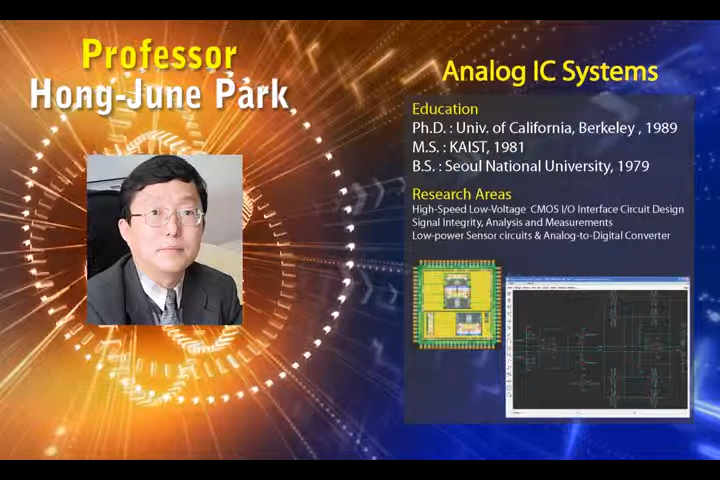 Professor
Hong-June Park
Analog IC Systems
Education
Ph.D. : Univ. of California, Berkeley , 1989
M.S. : KAIST, 1981
B.S. : Seoul National University, 1979
Research Areas
High-Speed Low-Voltage CMOS I/O Interface Circuit Design
Signal Integrity, Analysis and Measurements
Low-power Sensor circuits & Analog-to-Digital Converter